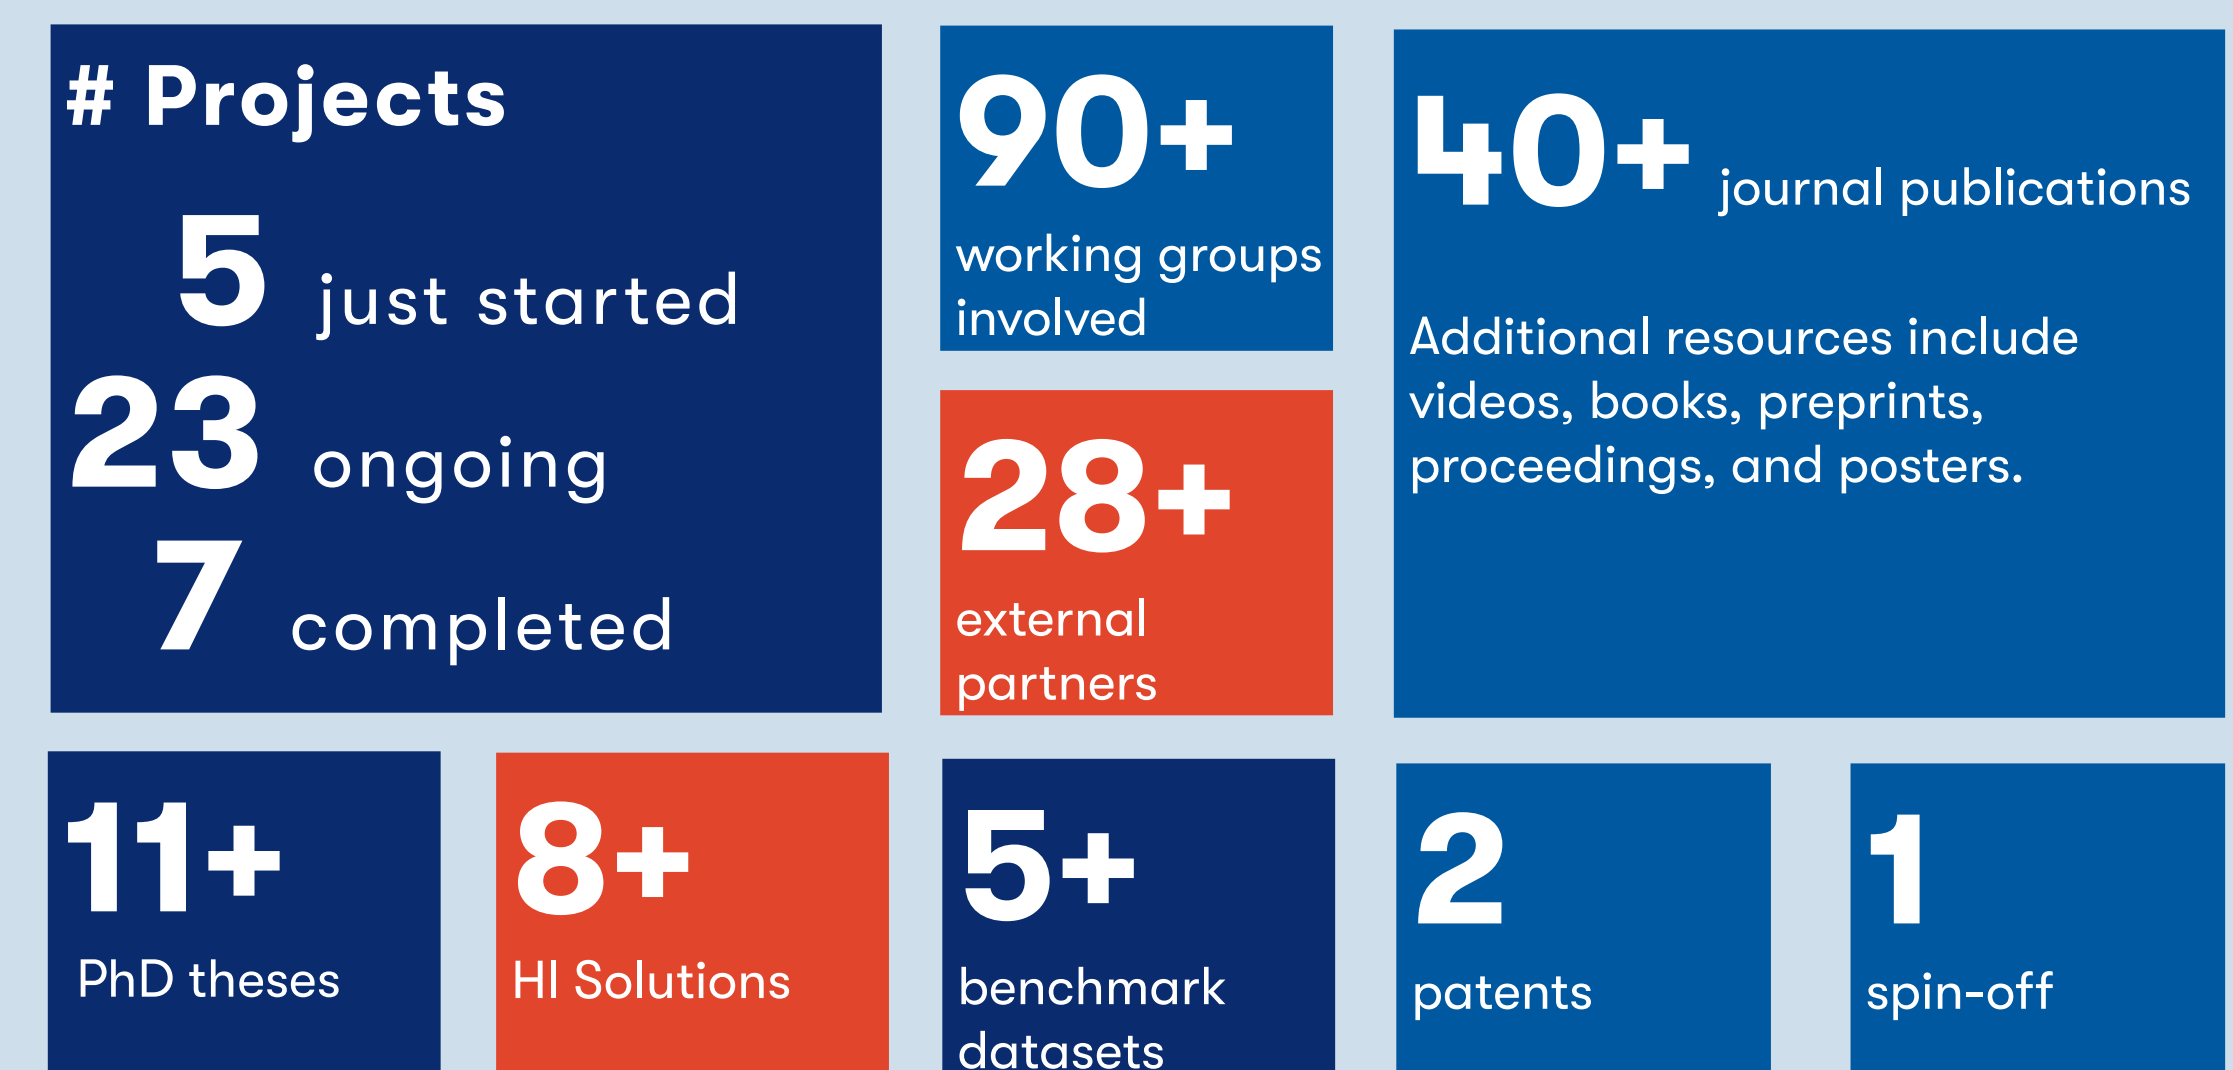 # Projects
5 just started
23 ongoing
7 completed
90+
working groups
involved
28+
external
partners
40+ journal publications
Additional resources include
videos, books, preprints,
proceedings, and posters.
11+
PhD theses
8+
HI Solutions
5+
benchmark
datasets
2
patents
1
spin-off